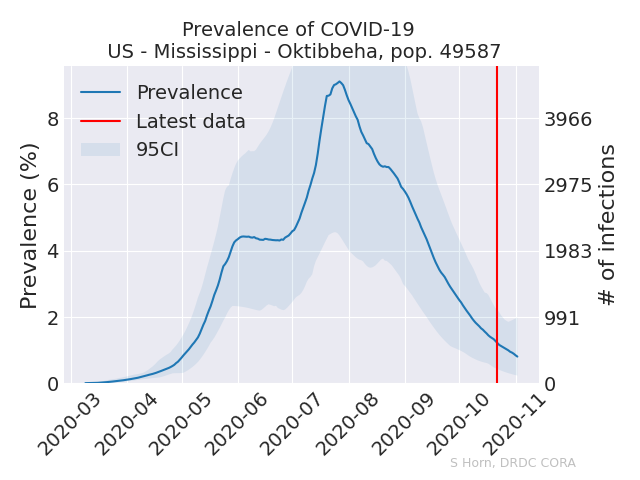 Prevalence of COVID-19
US - Mississippi - Oktibbeha, pop. 49587
Prevalence
Latest data
95CI
Prevalence (%)
8
6
4
2
0
3966
2975
1983
991
0
# of infections
2020-03
2020-04
2020-05
2020-06
2020-07
2020-08
2020-09
2020-10
2020-11
S Horn, DRDC CORA